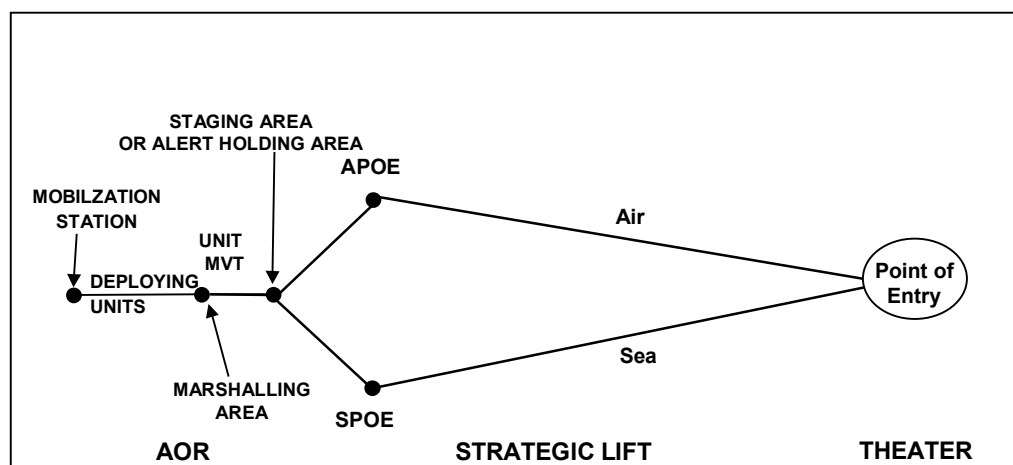 STAGING AREA
OR ALERT HOLDING AREA
APOE
MOBILZATION
STATION
Air
UNIT
MVT
DEPLOYING
UNITS
Point of
Entry
Sea
MARSHALLING
AREA
SPOE
AOR
STRATEGIC LIFT
THEATER